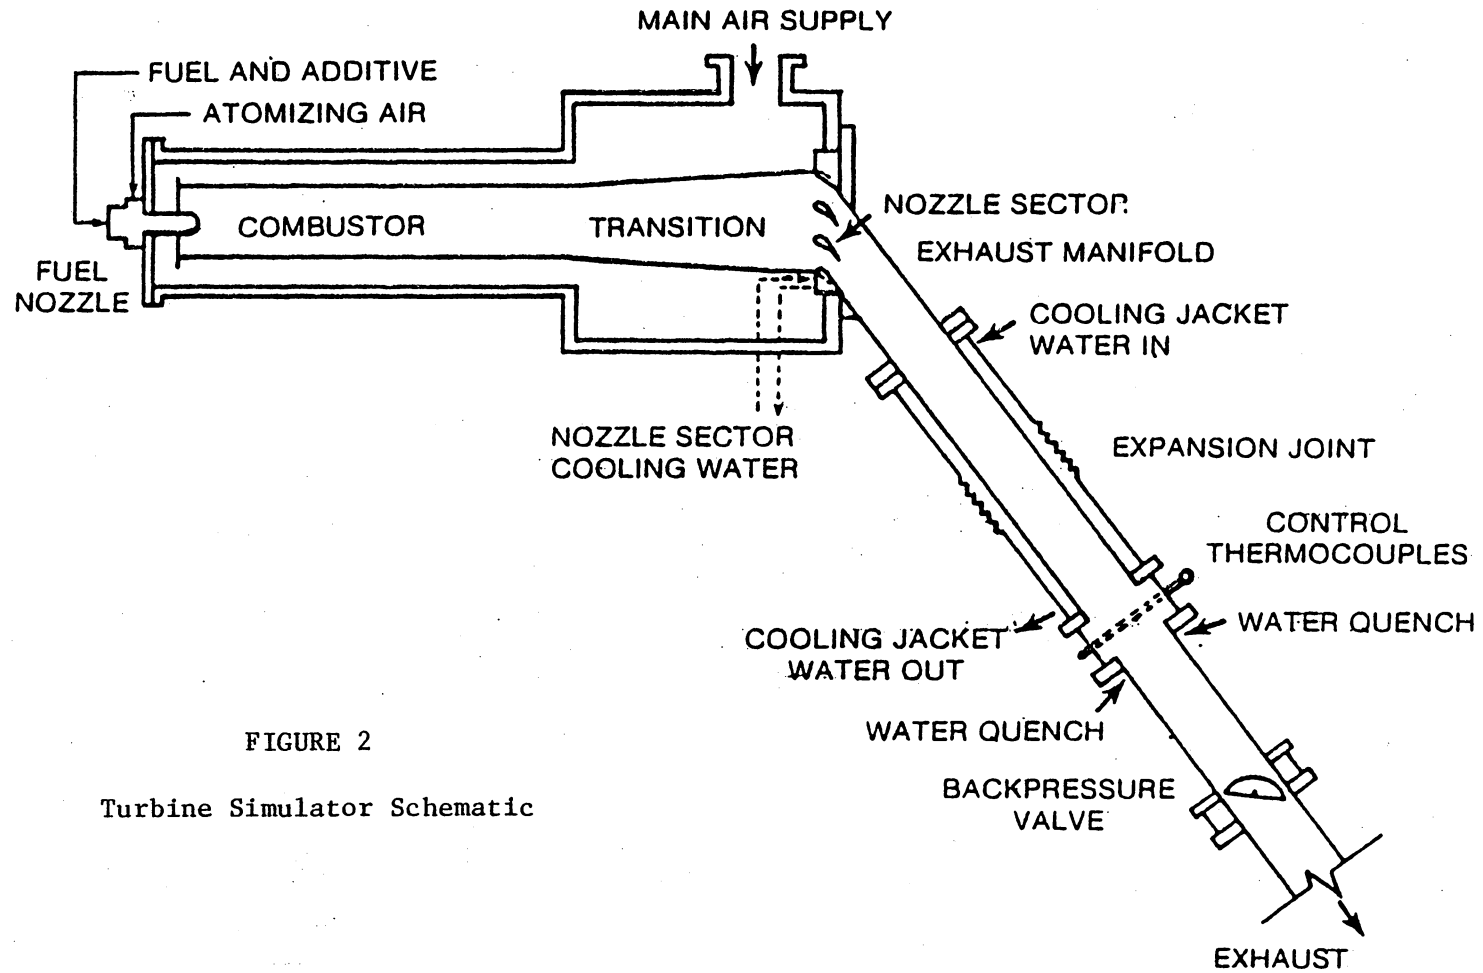 MAIN AIR SUPPLY
FUEL AND ADDITIVE
ATOMIZING AIR
COMBUSTOR
TRANSITION
NOZZLE SECTOR
EXHAUST MANIFOLD
FUEL
NOZZLE
COOLING JACKET
WATER IN
NOZZLE SECTOR
COOLING WATER
EXPANSION JOINT
CONTROL
THERMOCOUPLES
WATER QUENCH
COOLING JACKET
WATER OUT
WATER QUENCH
BACKPRESSURE
VALVE
EXHAUST
FIGURE 2
Turbine Simulator Schematic